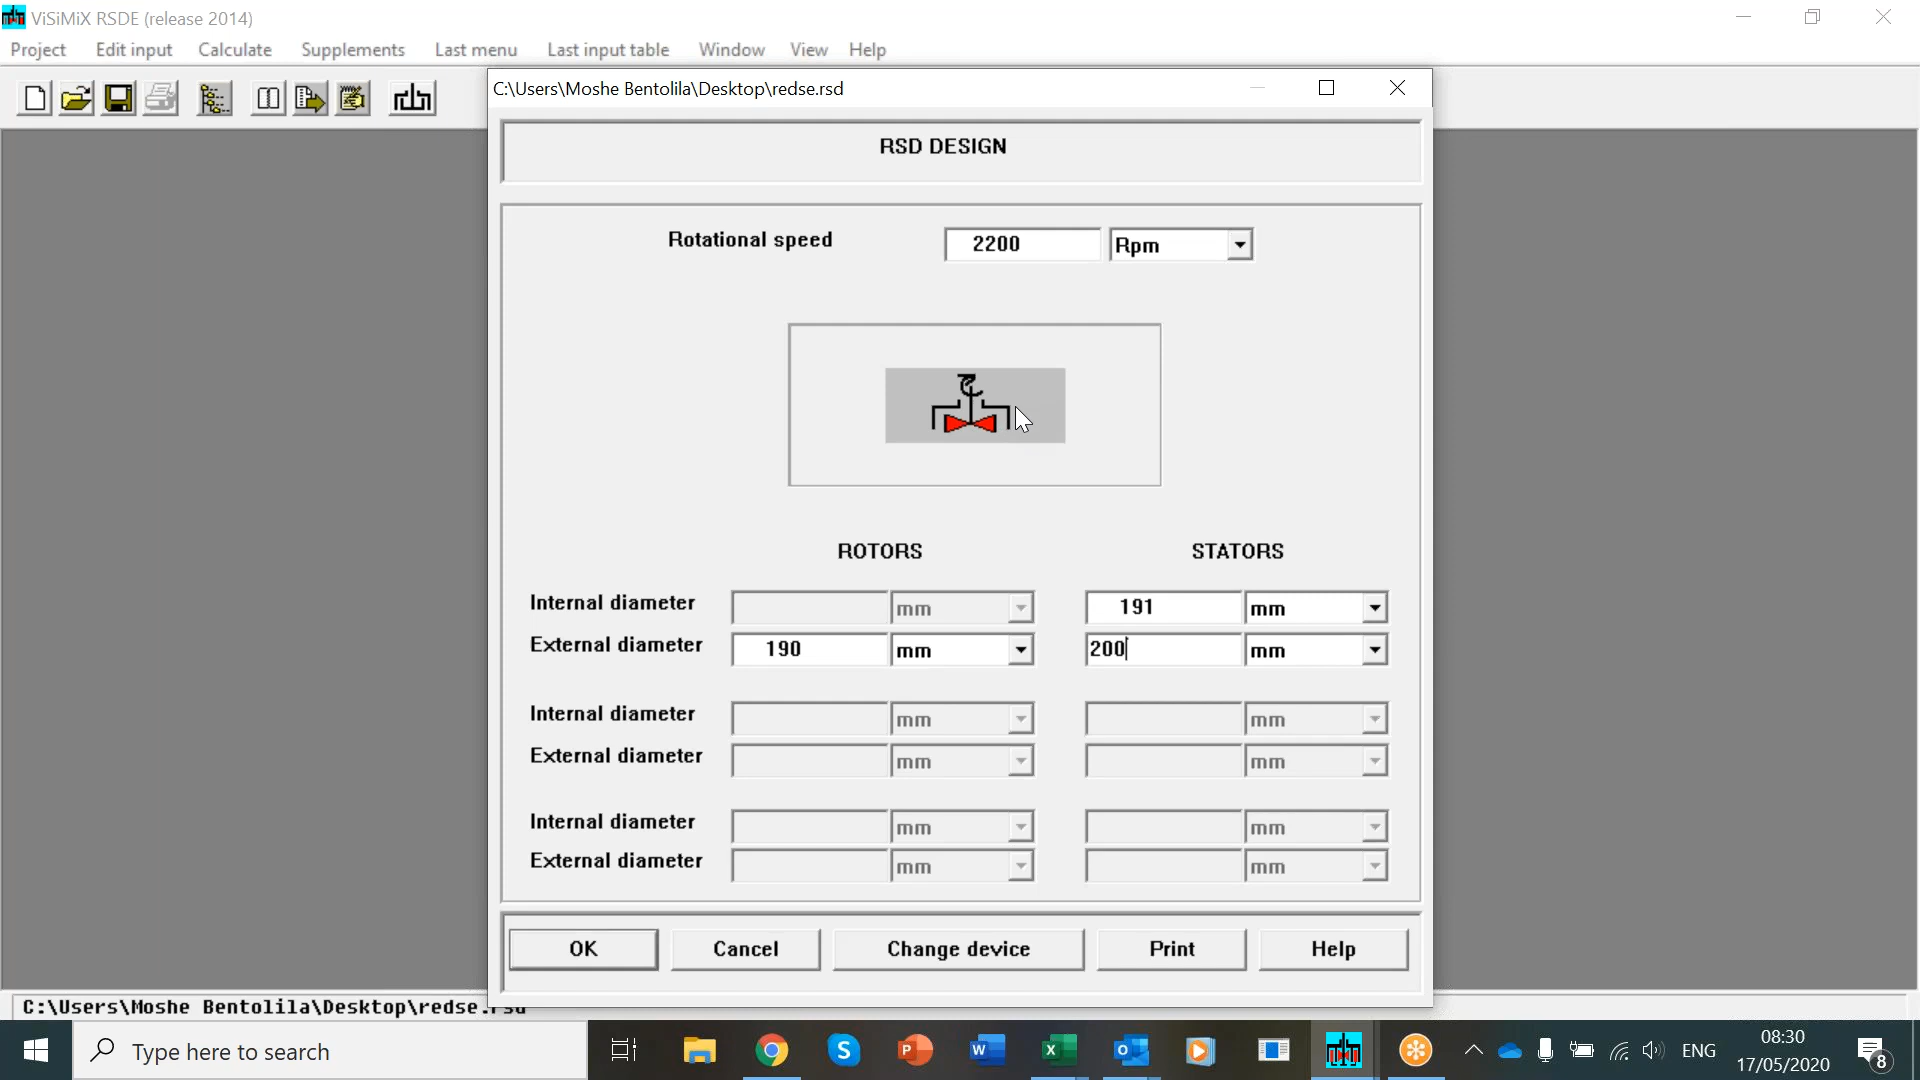 ViSiMiX RSDE (release 2014)
Project Edit input Calculate Supplements Last menu Last input table Window View Help
C:\Users\Moshe Bentolila\Desktop\redse.rsd
RSD DESIGN
Rotational speed 2200 Rpm
ROTORS STATORS
Internal diameter mm 191 mm
External diameter 190 mm 200 mm
Internal diameter mm mm
External diameter mm mm
Internal diameter mm mm
External diameter mm mm
OK Cancel Change device Print Help
C:\Users\Moshe Bentolila\Desktop\redse.rsd
Type here to search
ENG
08:30
17/05/2020
8